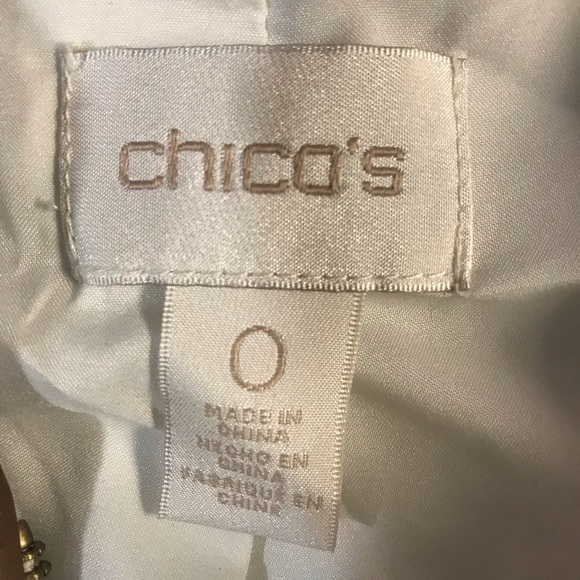 chico's
0
MADE IN
CHINA
HECHO EN
CHINA
FABRIQUE EN
CHINE